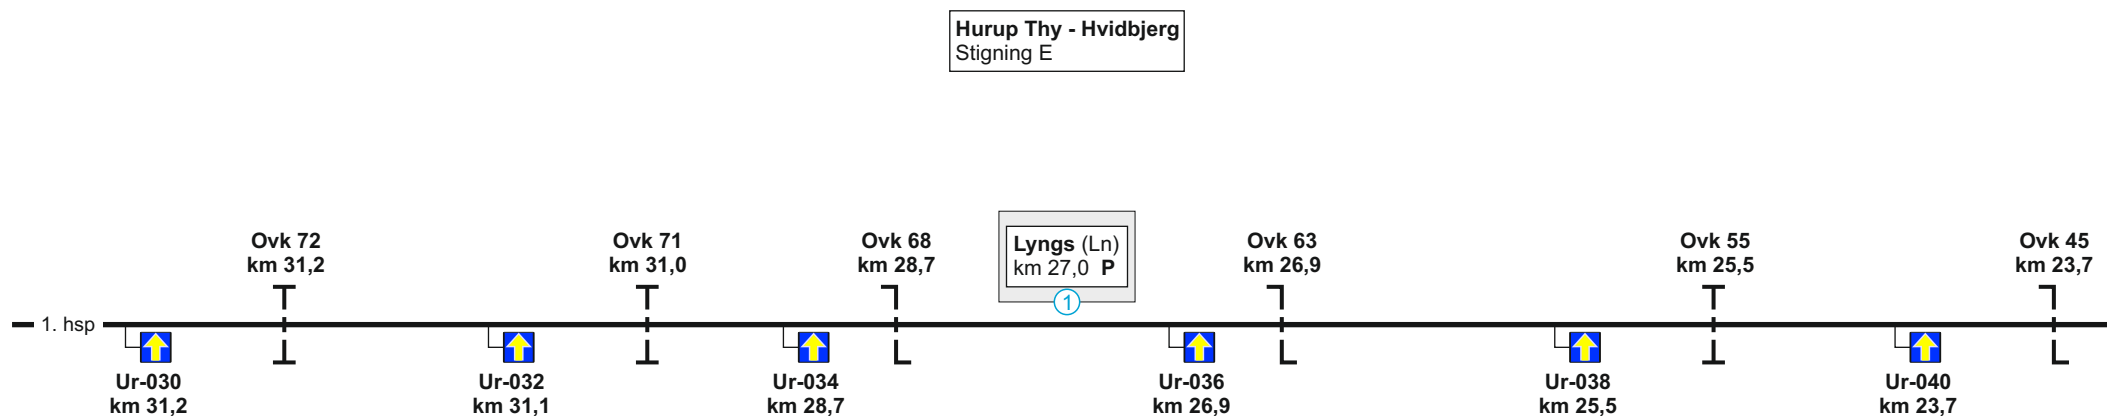 Hurup Thy - Hvidbjerg
Stigning E
Ovk 72
km 31,2
Ovk 71
km 31,0
Ovk 68
km 28,7
Lyngs (Ln)
km 27,0 P
1
Ovk 63
km 26,9
Ovk 55
km 25,5
Ovk 45
km 23,7
1. hsp
Ur-030
km 31,2
Ur-032
km 31,1
Ur-034
km 28,7
Ur-036
km 26,9
Ur-038
km 25,5
Ur-040
km 23,7